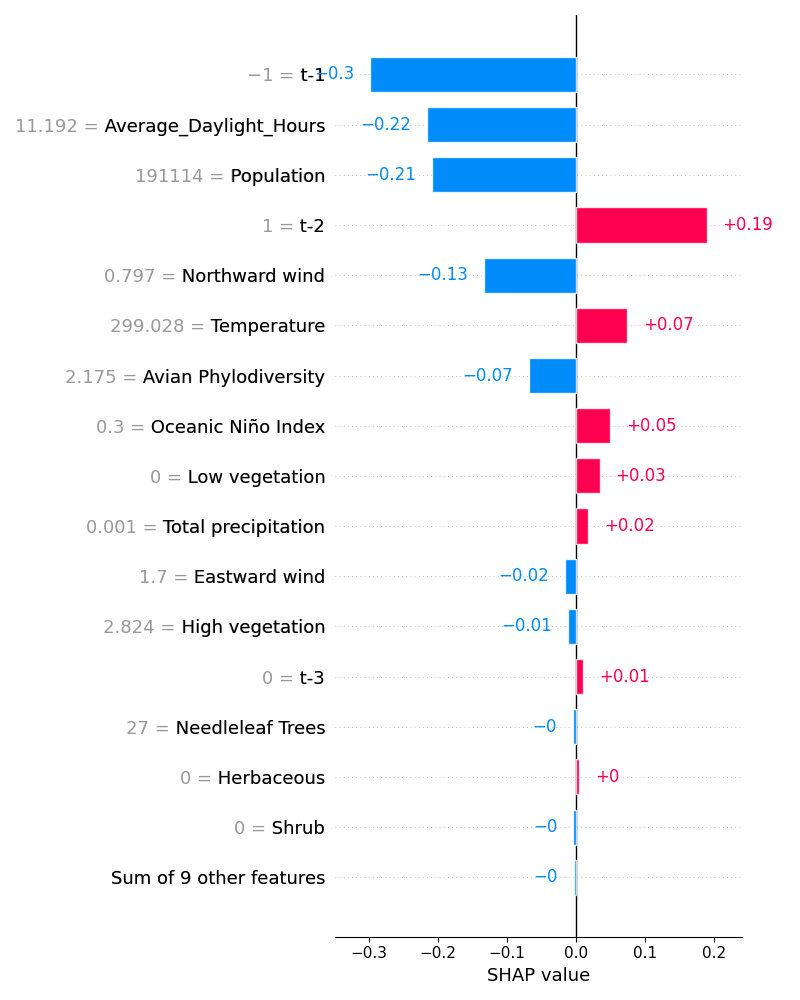 −1 = t-1 −0.3
11.192 = Average_Daylight_Hours −0.22
191114 = Population −0.21
1 = t-2 +0.19
0.797 = Northward wind −0.13
299.028 = Temperature +0.07
2.175 = Avian Phylodiversity −0.07
0.3 = Oceanic Niño Index +0.05
0 = Low vegetation +0.03
0.001 = Total precipitation +0.02
1.7 = Eastward wind −0.02
2.824 = High vegetation −0.01
0 = t-3 +0.01
27 = Needleleaf Trees −0
0 = Herbaceous +0
0 = Shrub −0
Sum of 9 other features −0
−0.3 −0.2 −0.1 0.0 0.1 0.2
SHAP value